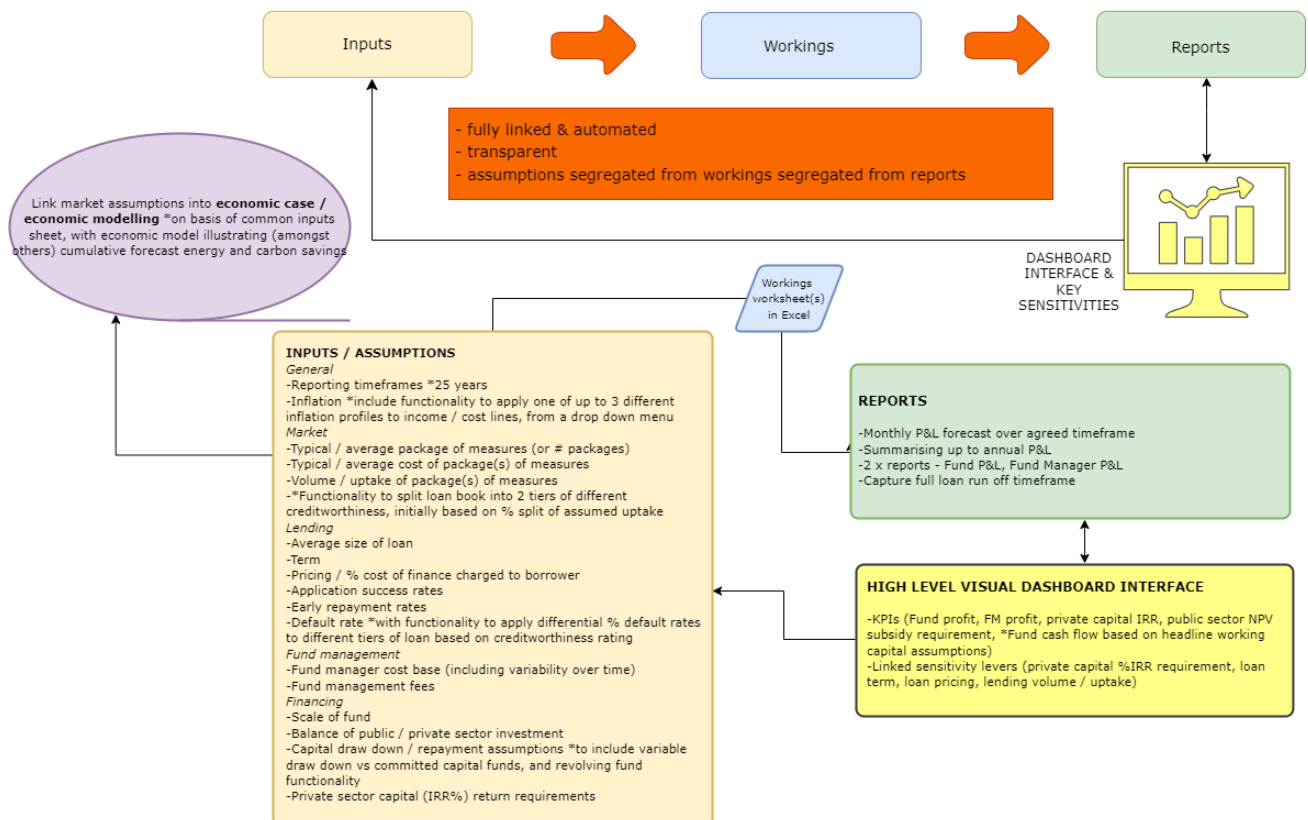 Inputs
Workings
Reports
- fully linked & automated
- transparent
- assumptions segregated from workings segregated from reports
Link market assumptions into economic case /
economic modelling *on basis of common inputs
sheet, with economic model illustrating (amongst
others) cumulative forecast energy and carbon savings
DASHBOARD
INTERFACE &
KEY
SENSITIVITIES
Workings
worksheet(s)
in Excel
INPUTS / ASSUMPTIONS
General
-Reporting timeframes *25 years
-Inflation *include functionality to apply one of up to 3 different
inflation profiles to income / cost lines, from a drop down menu
Market
-Typical / average package of measures (or # packages)
-Typical / average cost of package(s) of measures
-Volume / uptake of package(s) of measures
-*Functionality to split loan book into 2 tiers of different
creditworthiness, initially based on % split of assumed uptake
Lending
-Average size of loan
-Term
-Pricing / % cost of finance charged to borrower
-Application success rates
-Early repayment rates
-Default rate *with functionality to apply differential % default rates
to different tiers of loan based on creditworthiness rating
Fund management
-Fund manager cost base (including variability over time)
-Fund management fees
Financing
-Scale of fund
-Balance of public / private sector investment
-Capital draw down / repayment assumptions *to include variable
draw down vs committed capital funds, and revolving fund
functionality
-Private sector capital (IRR%) return requirements
REPORTS
-Monthly P&L forecast over agreed timeframe
-Summarising up to annual P&L
-2 x reports - Fund P&L, Fund Manager P&L
-Capture full loan run off timeframe
HIGH LEVEL VISUAL DASHBOARD INTERFACE
-KPIs (Fund profit, FM profit, private capital IRR, public sector NPV
subsidy requirement, *Fund cash flow based on headline working
capital assumptions)
-Linked sensitivity levers (private capital %IRR requirement, loan
term, loan pricing, lending volume / uptake)